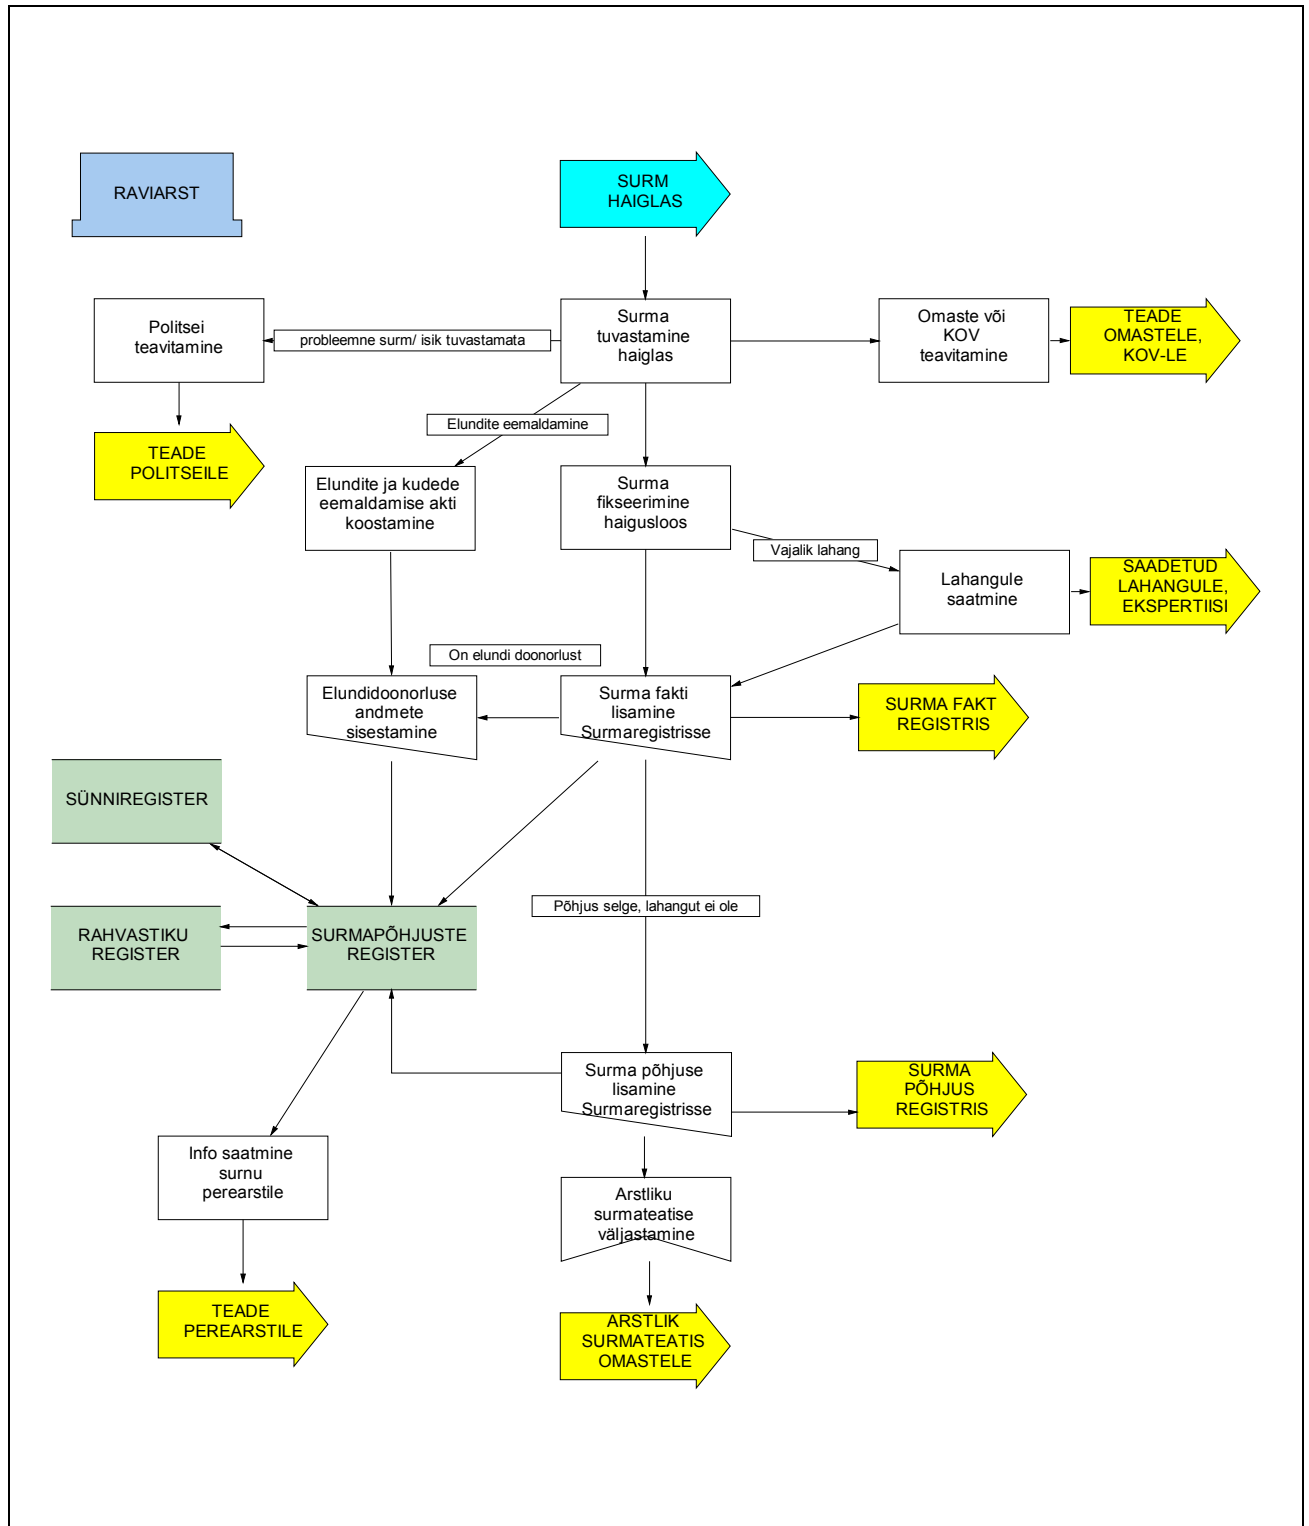 RAVIARST
SURM
HAIGLAS
Politsei
teavitamine
probleemne surm/ isik tuvastamata
Surma
tuvastamine
haiglas
Omaste või
KOV
teavitamine
TEADE
OMASTELE,
KOV-LE
Elundite eemaldamine
TEADE
POLITSEILE
Elundite ja kudede
eemaldamise akti
koostamine
Surma
fikseerimine
haigusloos
Vajalik lahang
Lahangule
saatmine
SAADETUD
LAHANGULE,
EKSPERTIISI
On elundi doonorlust
Elundidoonorluse
andmete
sisestamine
Surma fakti
lisamine
Surmaregistrisse
SURMA FAKT
REGISTRIS
SÜNNIREGISTER
Põhjus selge, lahangut ei ole
RAHVASTIKU
REGISTER
SURMAPÕHJUSTE
REGISTER
Surma põhjuse
lisamine
Surmaregistrisse
SURMA
PÕHJUS
REGISTRIS
Info saatmine
surnu
perearstile
Arstliku
surmateatise
väljastamine
TEADE
PEREARSTILE
ARSTLIK
SURMATEATIS
OMASTELE